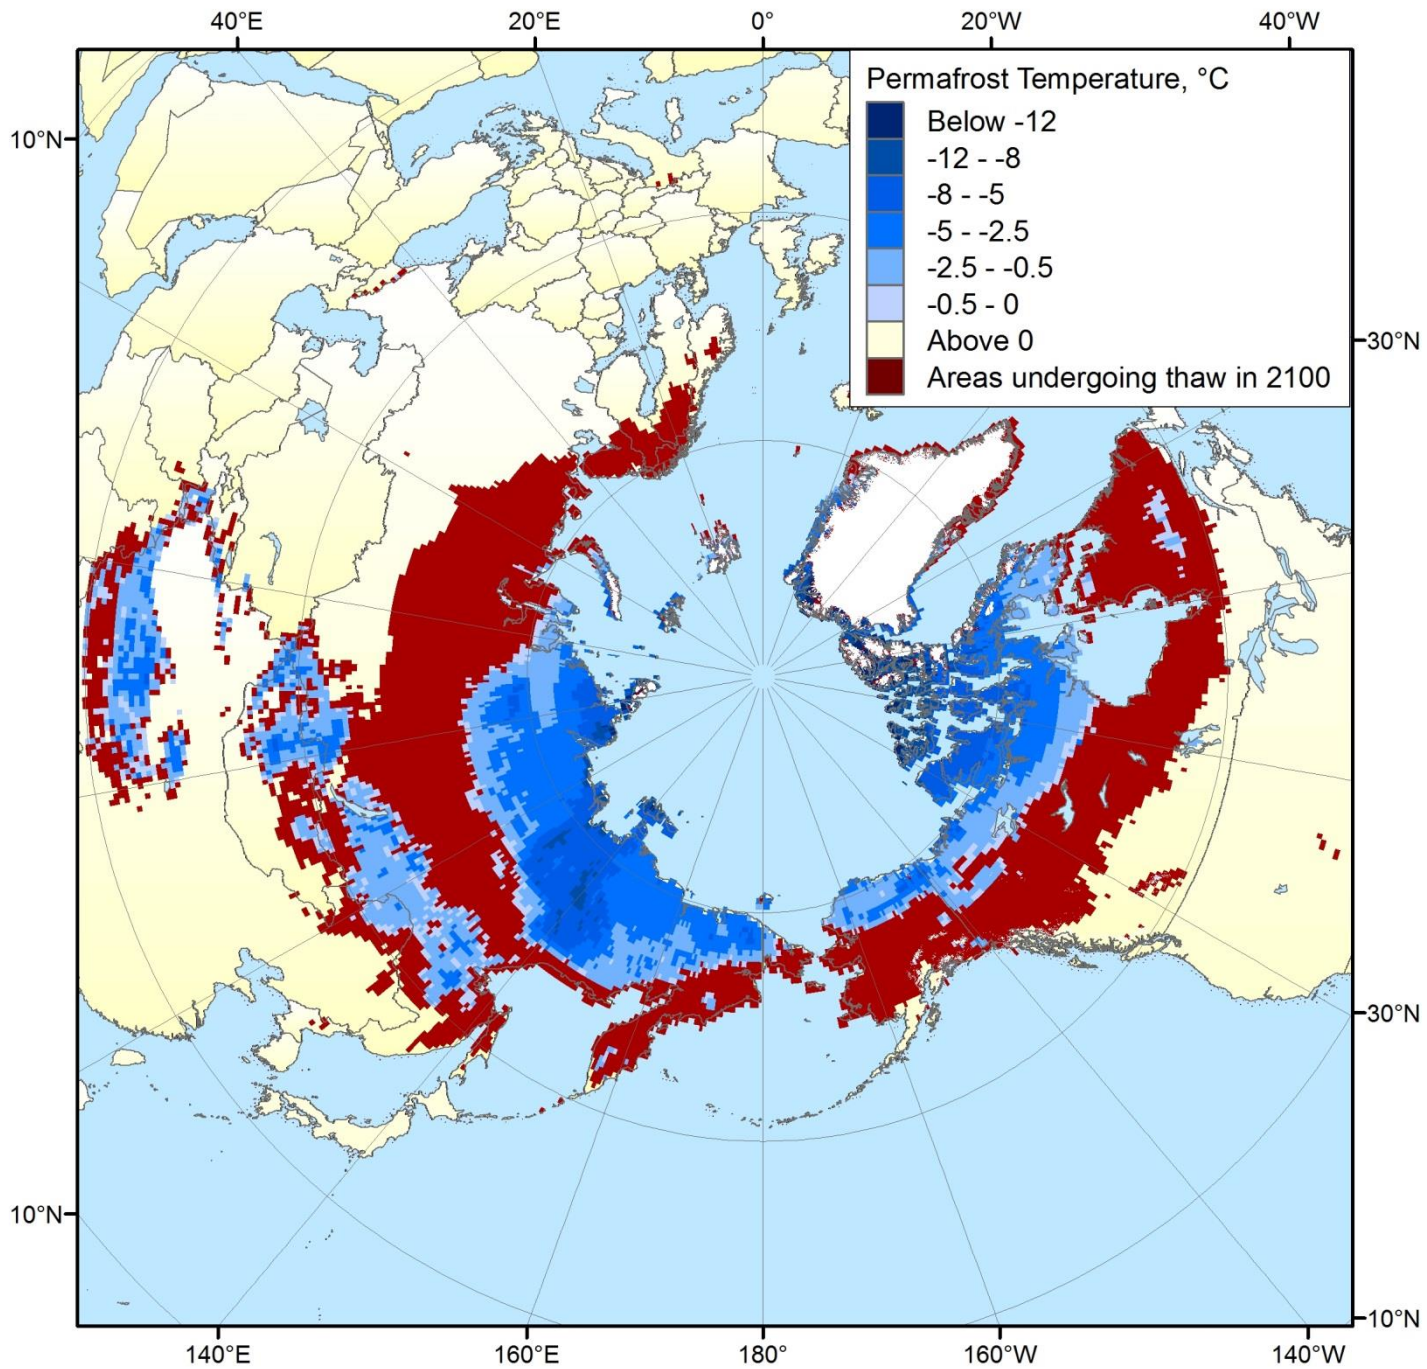 40°E 20°E 0° 20°W 40°W
Permafrost Temperature, °C
Below -12
-12 - -8
-8 - -5
-5 - -2.5
-2.5 - -0.5
-0.5 - 0
Above 0
Areas undergoing thaw in 2100
10°N
30°N
30°N
10°N
10°N
140°E 160°E 180° 160°W 140°W